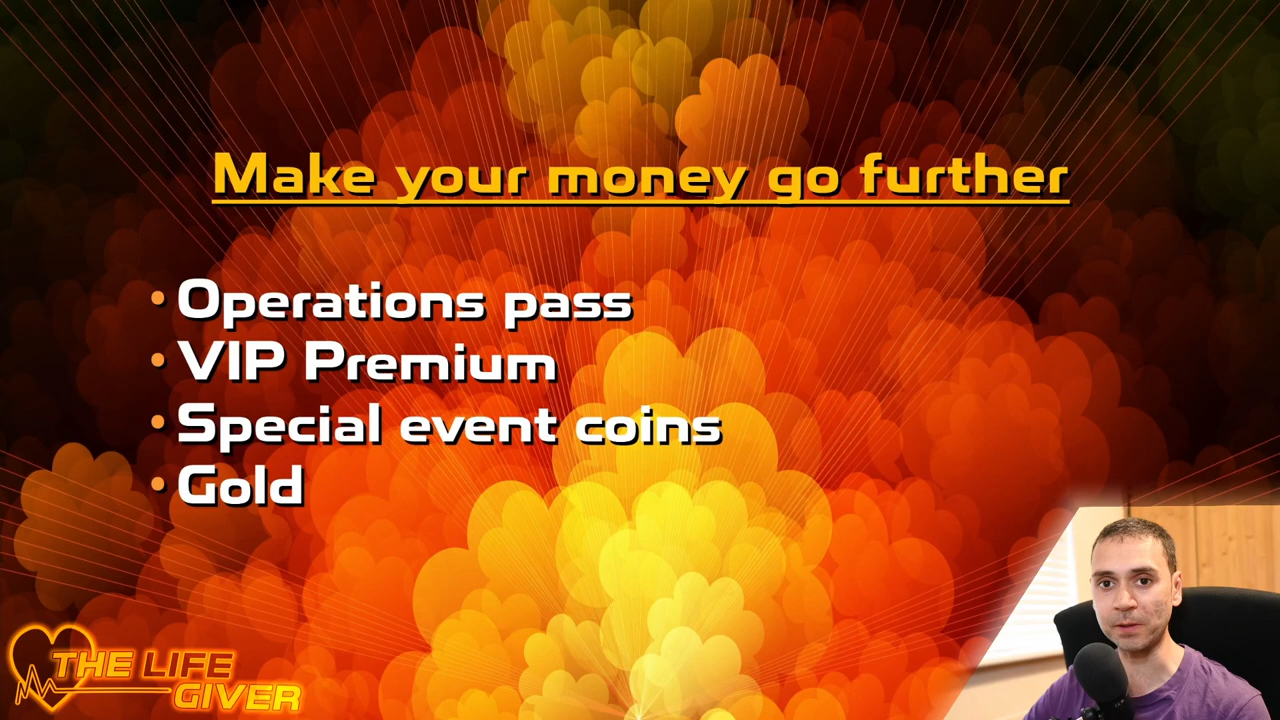 Make your money go further
• Operations pass
• VIP Premium
• Special event coins
• Gold
THE LIFE
GIVER